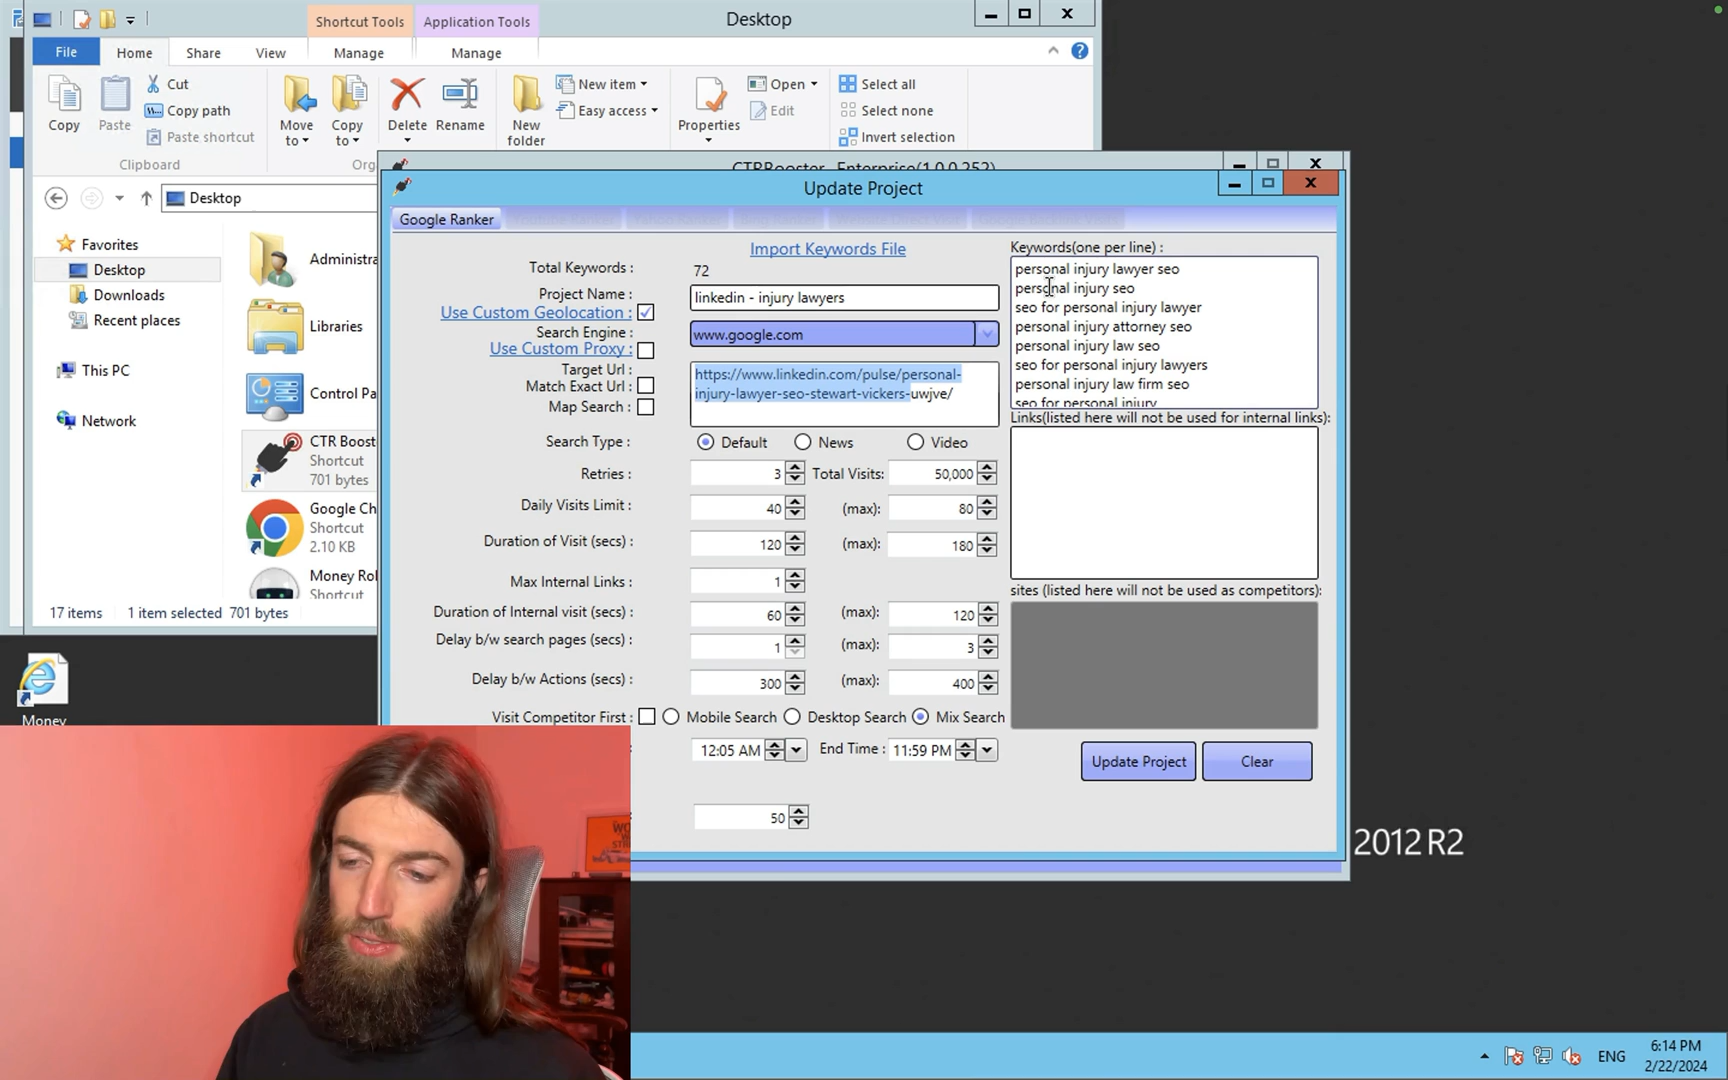 Shortcut Tools
Application Tools
Desktop
File
Home
Share
View
Manage
Manage
Copy
Paste
Cut
Copy path
Paste shortcut
Clipboard
Move to
Copy to
Delete
Rename
New folder
New item
Easy access
Properties
Open
Edit
Select all
Select none
Invert selection
Desktop
Favorites
Desktop
Downloads
Recent places
This PC
Network
Administra
Libraries
Control Pa
CTR Boost
Shortcut
701 bytes
Google Ch
Shortcut
2.10 KB
Money Ro
Shortcut
17 items
1 item selected 701 bytes
Money
CTRBooster - Enterprise(1.0.0.252)
Update Project
Google Ranker
Import Keywords File
Total Keywords :
72
Project Name :
linkedin - injury lawyers
Use Custom Geolocation :
Search Engine :
www.google.com
Use Custom Proxy :
Target Url :
https://www.linkedin.com/pulse/personal-
injury-lawyer-seo-stewart-vickers-uwjve/
Match Exact Url :
Map Search :
Search Type :
Default
News
Video
Retries :
3
Total Visits:
50,000
Daily Visits Limit :
40
(max):
80
Duration of Visit (secs) :
120
(max):
180
Max Internal Links :
1
Duration of Internal visit (secs) :
60
(max):
120
Delay b/w search pages (secs) :
1
(max):
3
Delay b/w Actions (secs) :
300
(max):
400
Visit Competitor First :
Mobile Search
Desktop Search
Mix Search
12:05 AM
End Time :
11:59 PM
50
Keywords(one per line) :
personal injury lawyer seo
personal injury seo
seo for personal injury lawyer
personal injury attorney seo
personal injury law seo
seo for personal injury lawyers
personal injury law firm seo
seo for personal injury
Links(listed here will not be used for internal links):
sites (listed here will not be used as competitors):
Update Project
Clear
2012 R2
ENG
6:14 PM
2/22/2024